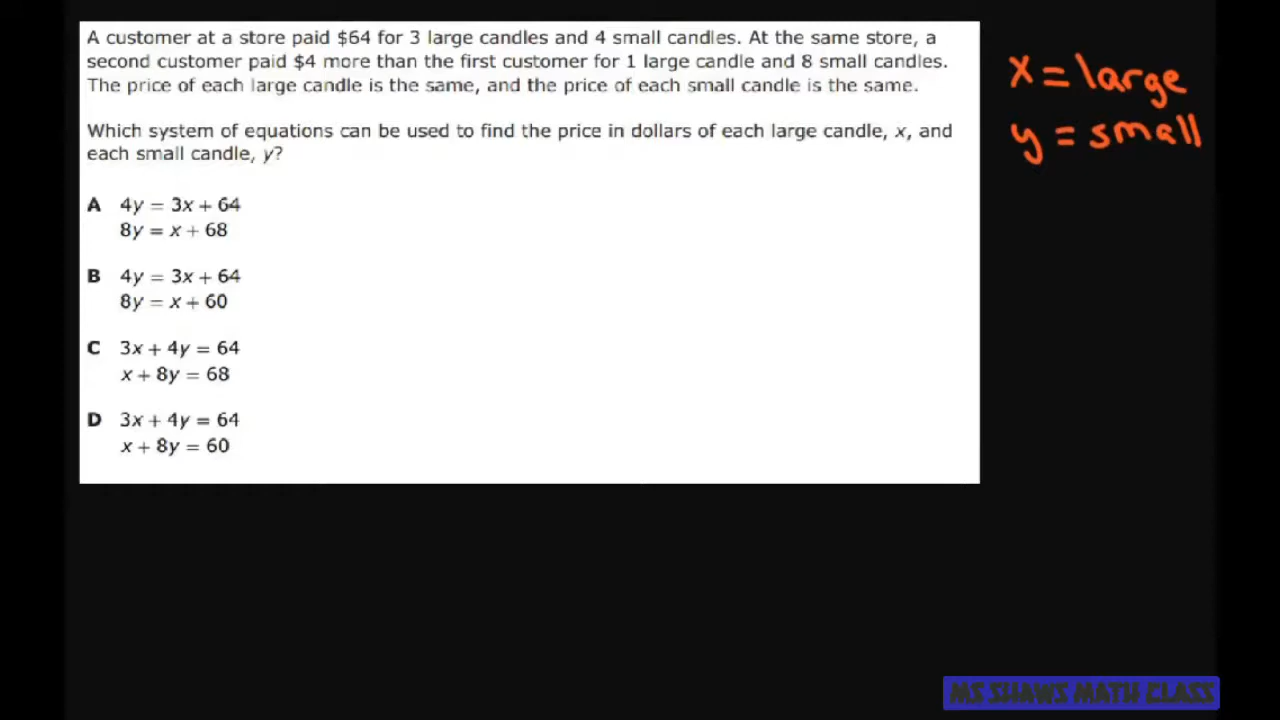 A customer at a store paid $64 for 3 large candles and 4 small candles. At the same store, a
second customer paid $4 more than the first customer for 1 large candle and 8 small candles.
The price of each large candle is the same, and the price of each small candle is the same.
Which system of equations can be used to find the price in dollars of each large candle, x, and
each small candle, y?
A 4y = 3x + 64
8y = x + 68
B 4y = 3x + 64
8y = x + 60
C 3x + 4y = 64
x + 8y = 68
D 3x + 4y = 64
x + 8y = 60
x = large
y = small
MS SHAWS MATH CLASS